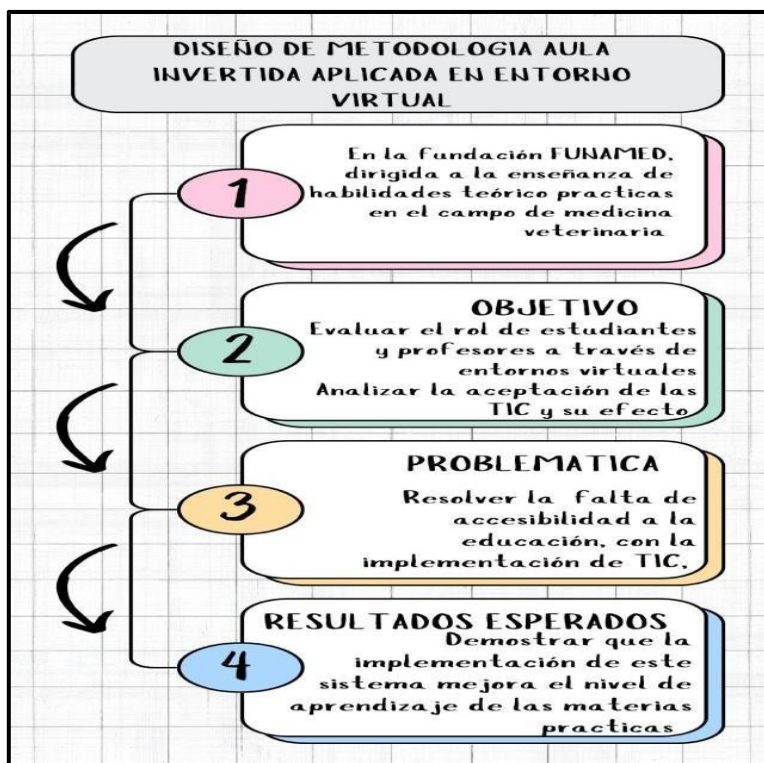 DISEÑO DE METODOLOGIA AULA
INVERTIDA APLICADA EN ENTORNO
VIRTUAL
1
En la fundación FUNAMED,
dirigida a la enseñanza de
habilidades teórico practicas
en el campo de medicina
veterinaria
2
OBJETIVO
Evaluar el rol de estudiantes
y profesores a través de
entornos virtuales
Analizar la aceptación de las
TIC y su efecto
3
PROBLEMATICA
Resolver la falta de
accesibilidad a la
educación, con la
implementación de TIC,
4
RESULTADOS ESPERADOS
Demostrar que la
implementación de este
sistema mejora el nivel de
aprendizaje de las materias
practicas